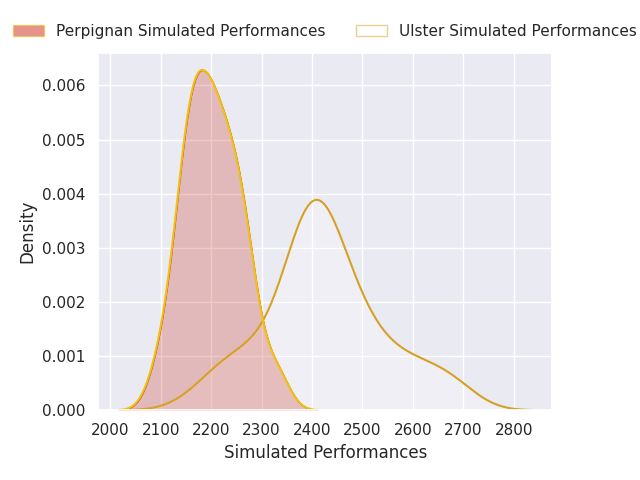 Perpignan Simulated Performances Ulster Simulated Performances
0.006
0.005
0.004
0.003
0.002
0.001
0.000
Density
2000 2100 2200 2300 2400 2500 2600 2700 2800
Simulated Performances